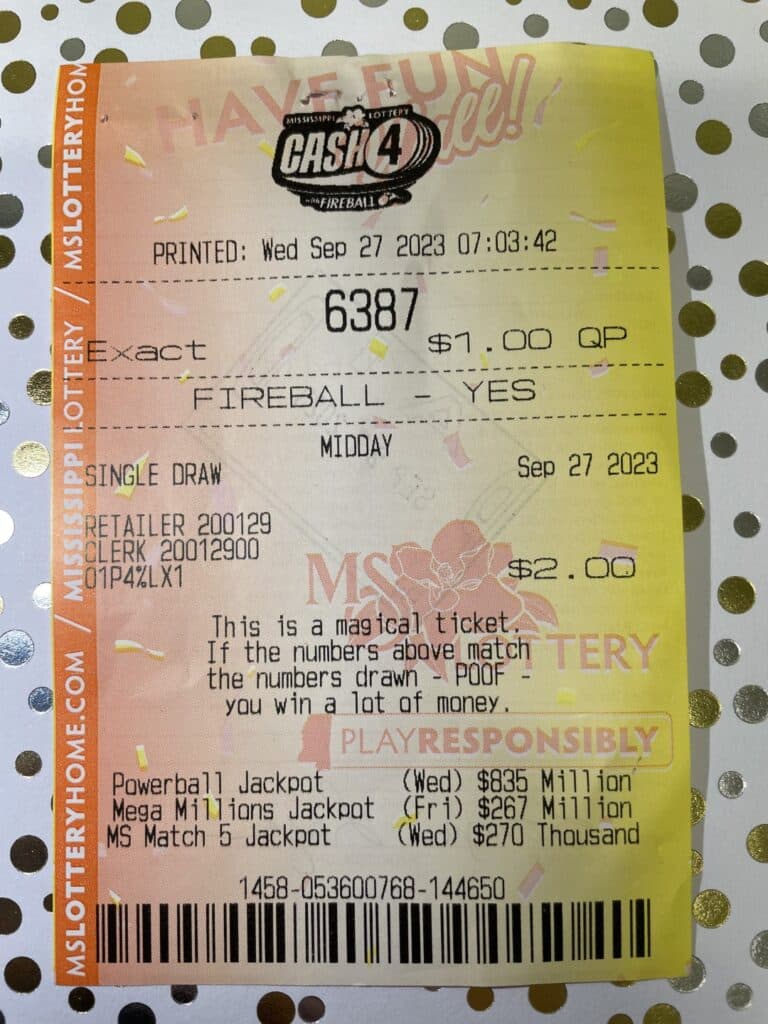 HAVE FUN
y'all!
MISSISSIPPI LOTTERY
CASH 4
FIREBALL
PRINTED: Wed Sep 27 2023 07:03:42
6387
Exact $1.00 QP
FIREBALL - YES
MIDDAY
SINGLE DRAW Sep 27 2023
RETAILER 200129
CLERK 20012900
01P4%LX1
$2.00
MS LOTTERY
This is a magical ticket.
If the numbers above match
the numbers drawn - POOF -
you win a lot of money.
PLAYRESPONSIBLY
Powerball Jackpot (Wed) $835 Million
Mega Millions Jackpot (Fri) $267 Million
MS Match 5 Jackpot (Wed) $270 Thousand
1458-053600768-144650
MSLOTTERYHOME.COM / MISSISSIPPI LOTTERY / MSLOTTERYHOM